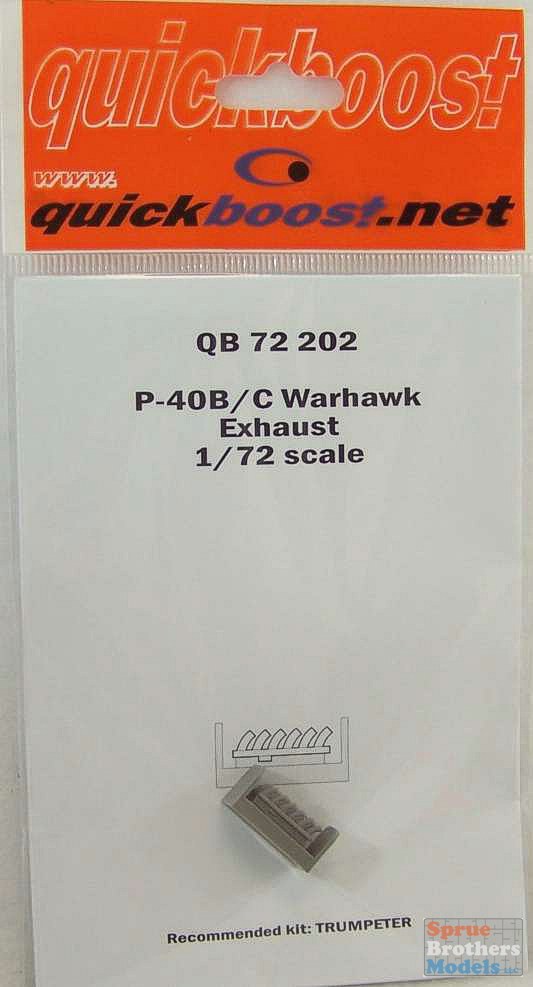 quickboost
www.
quickboost.net
QB 72 202
P-40B/C Warhawk
Exhaust
1/72 scale
Recommended kit: TRUMPETER
Sprue
Brothers
Models LLC